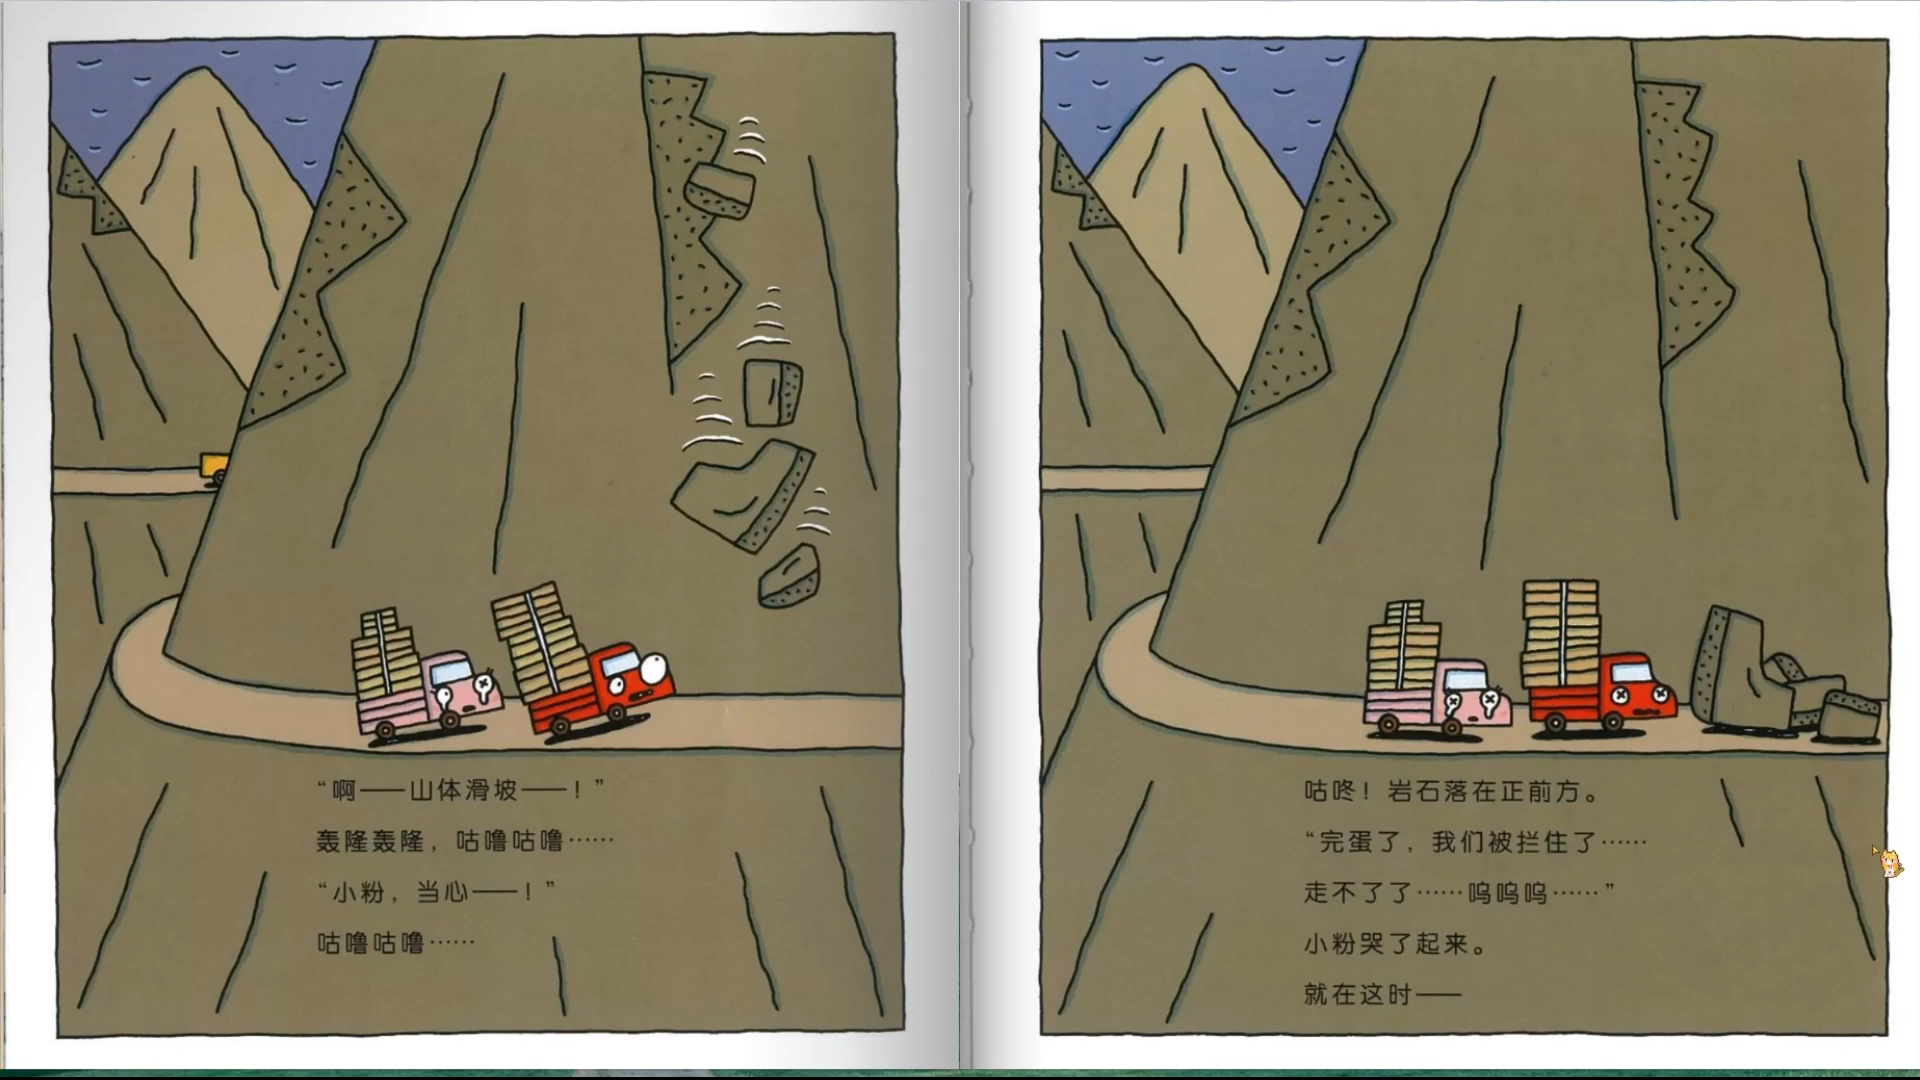 “啊——山体滑坡——！”
轰隆轰隆，咕噜咕噜……
“小粉，当心——！”
咕噜咕噜……
咕咚！岩石落在正前方。
“完蛋了，我们被拦住了……
走不了了……呜呜呜……”
小粉哭了起来。
就在这时——